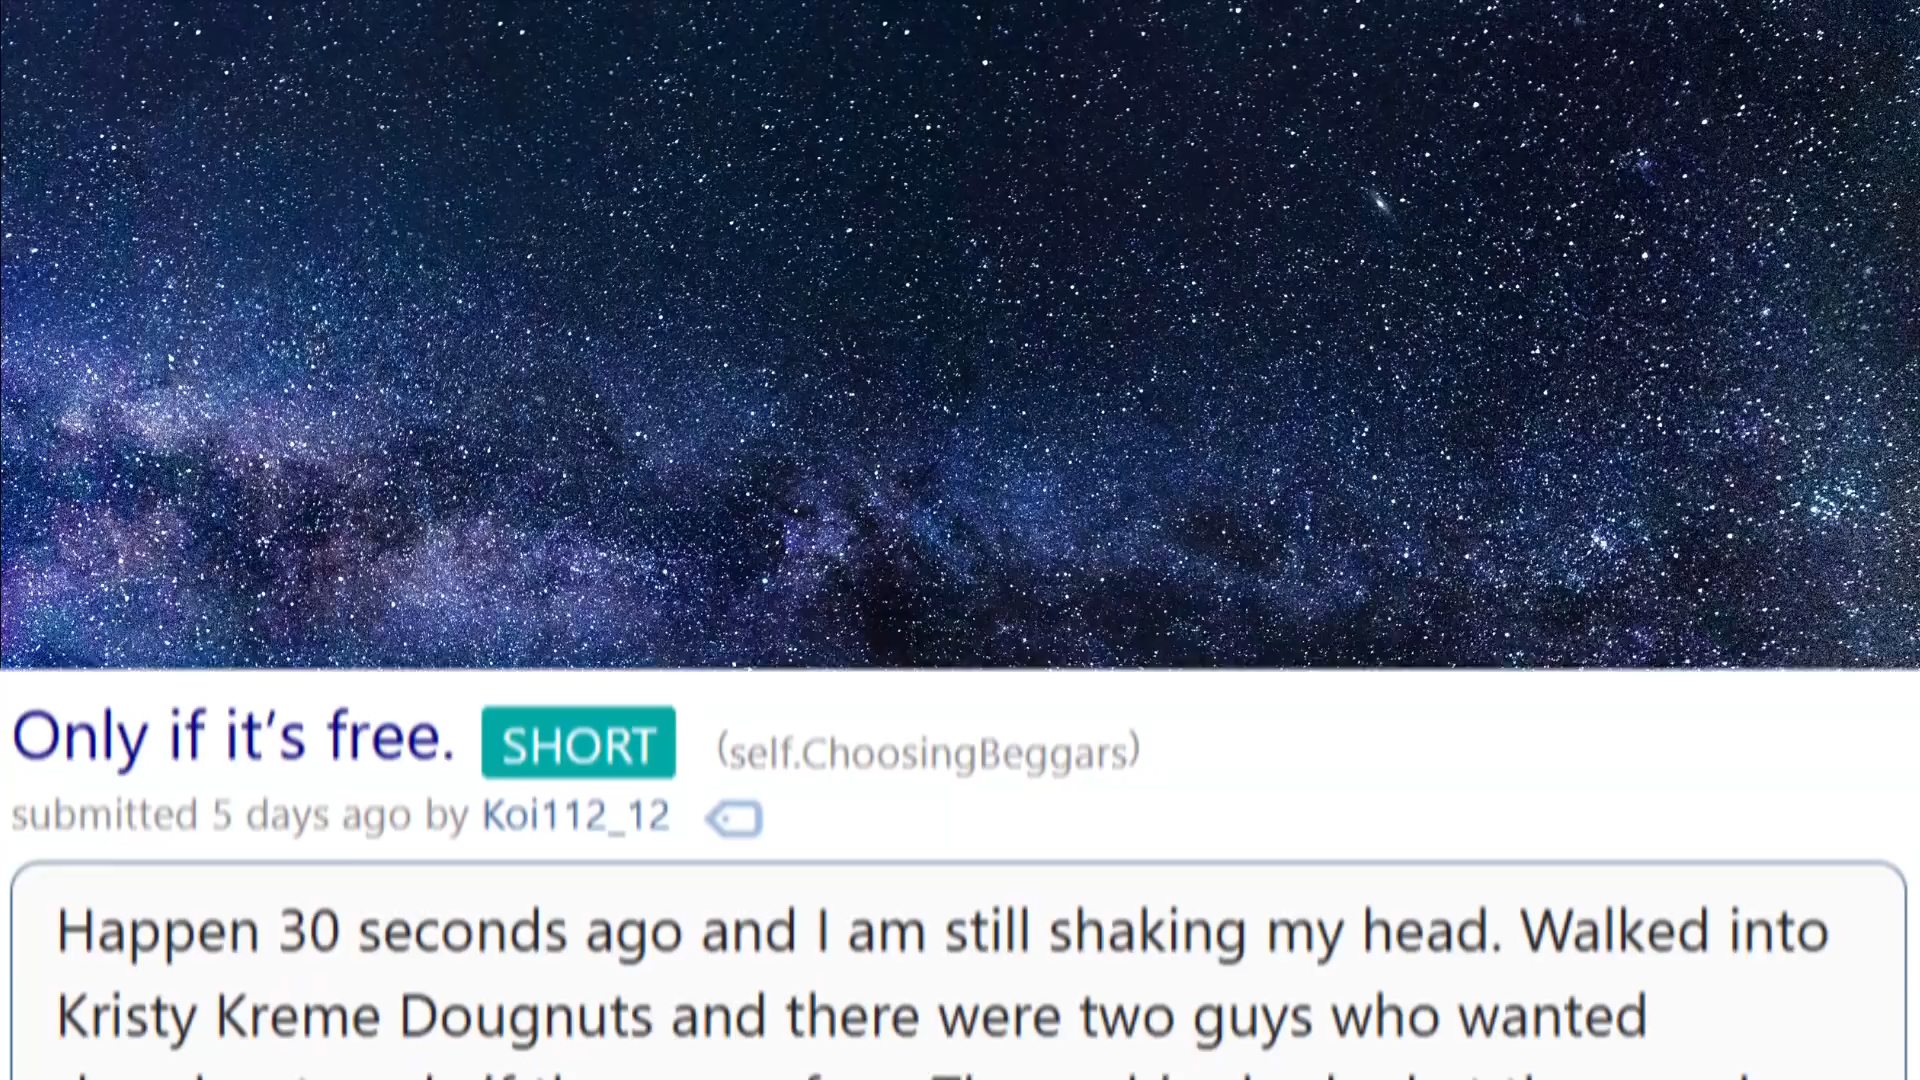 Only if it’s free. SHORT (self.ChoosingBeggars)
submitted 5 days ago by Koi112_12
Happen 30 seconds ago and I am still shaking my head. Walked into
Kristy Kreme Dougnuts and there were two guys who wanted